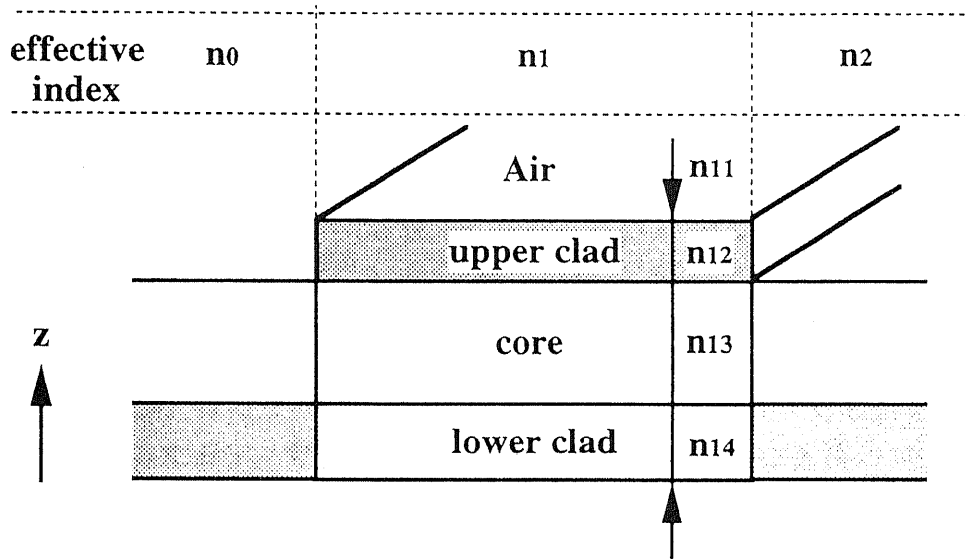 effective index n0 n1 n2
Air n11
upper clad n12
z core n13
lower clad n14